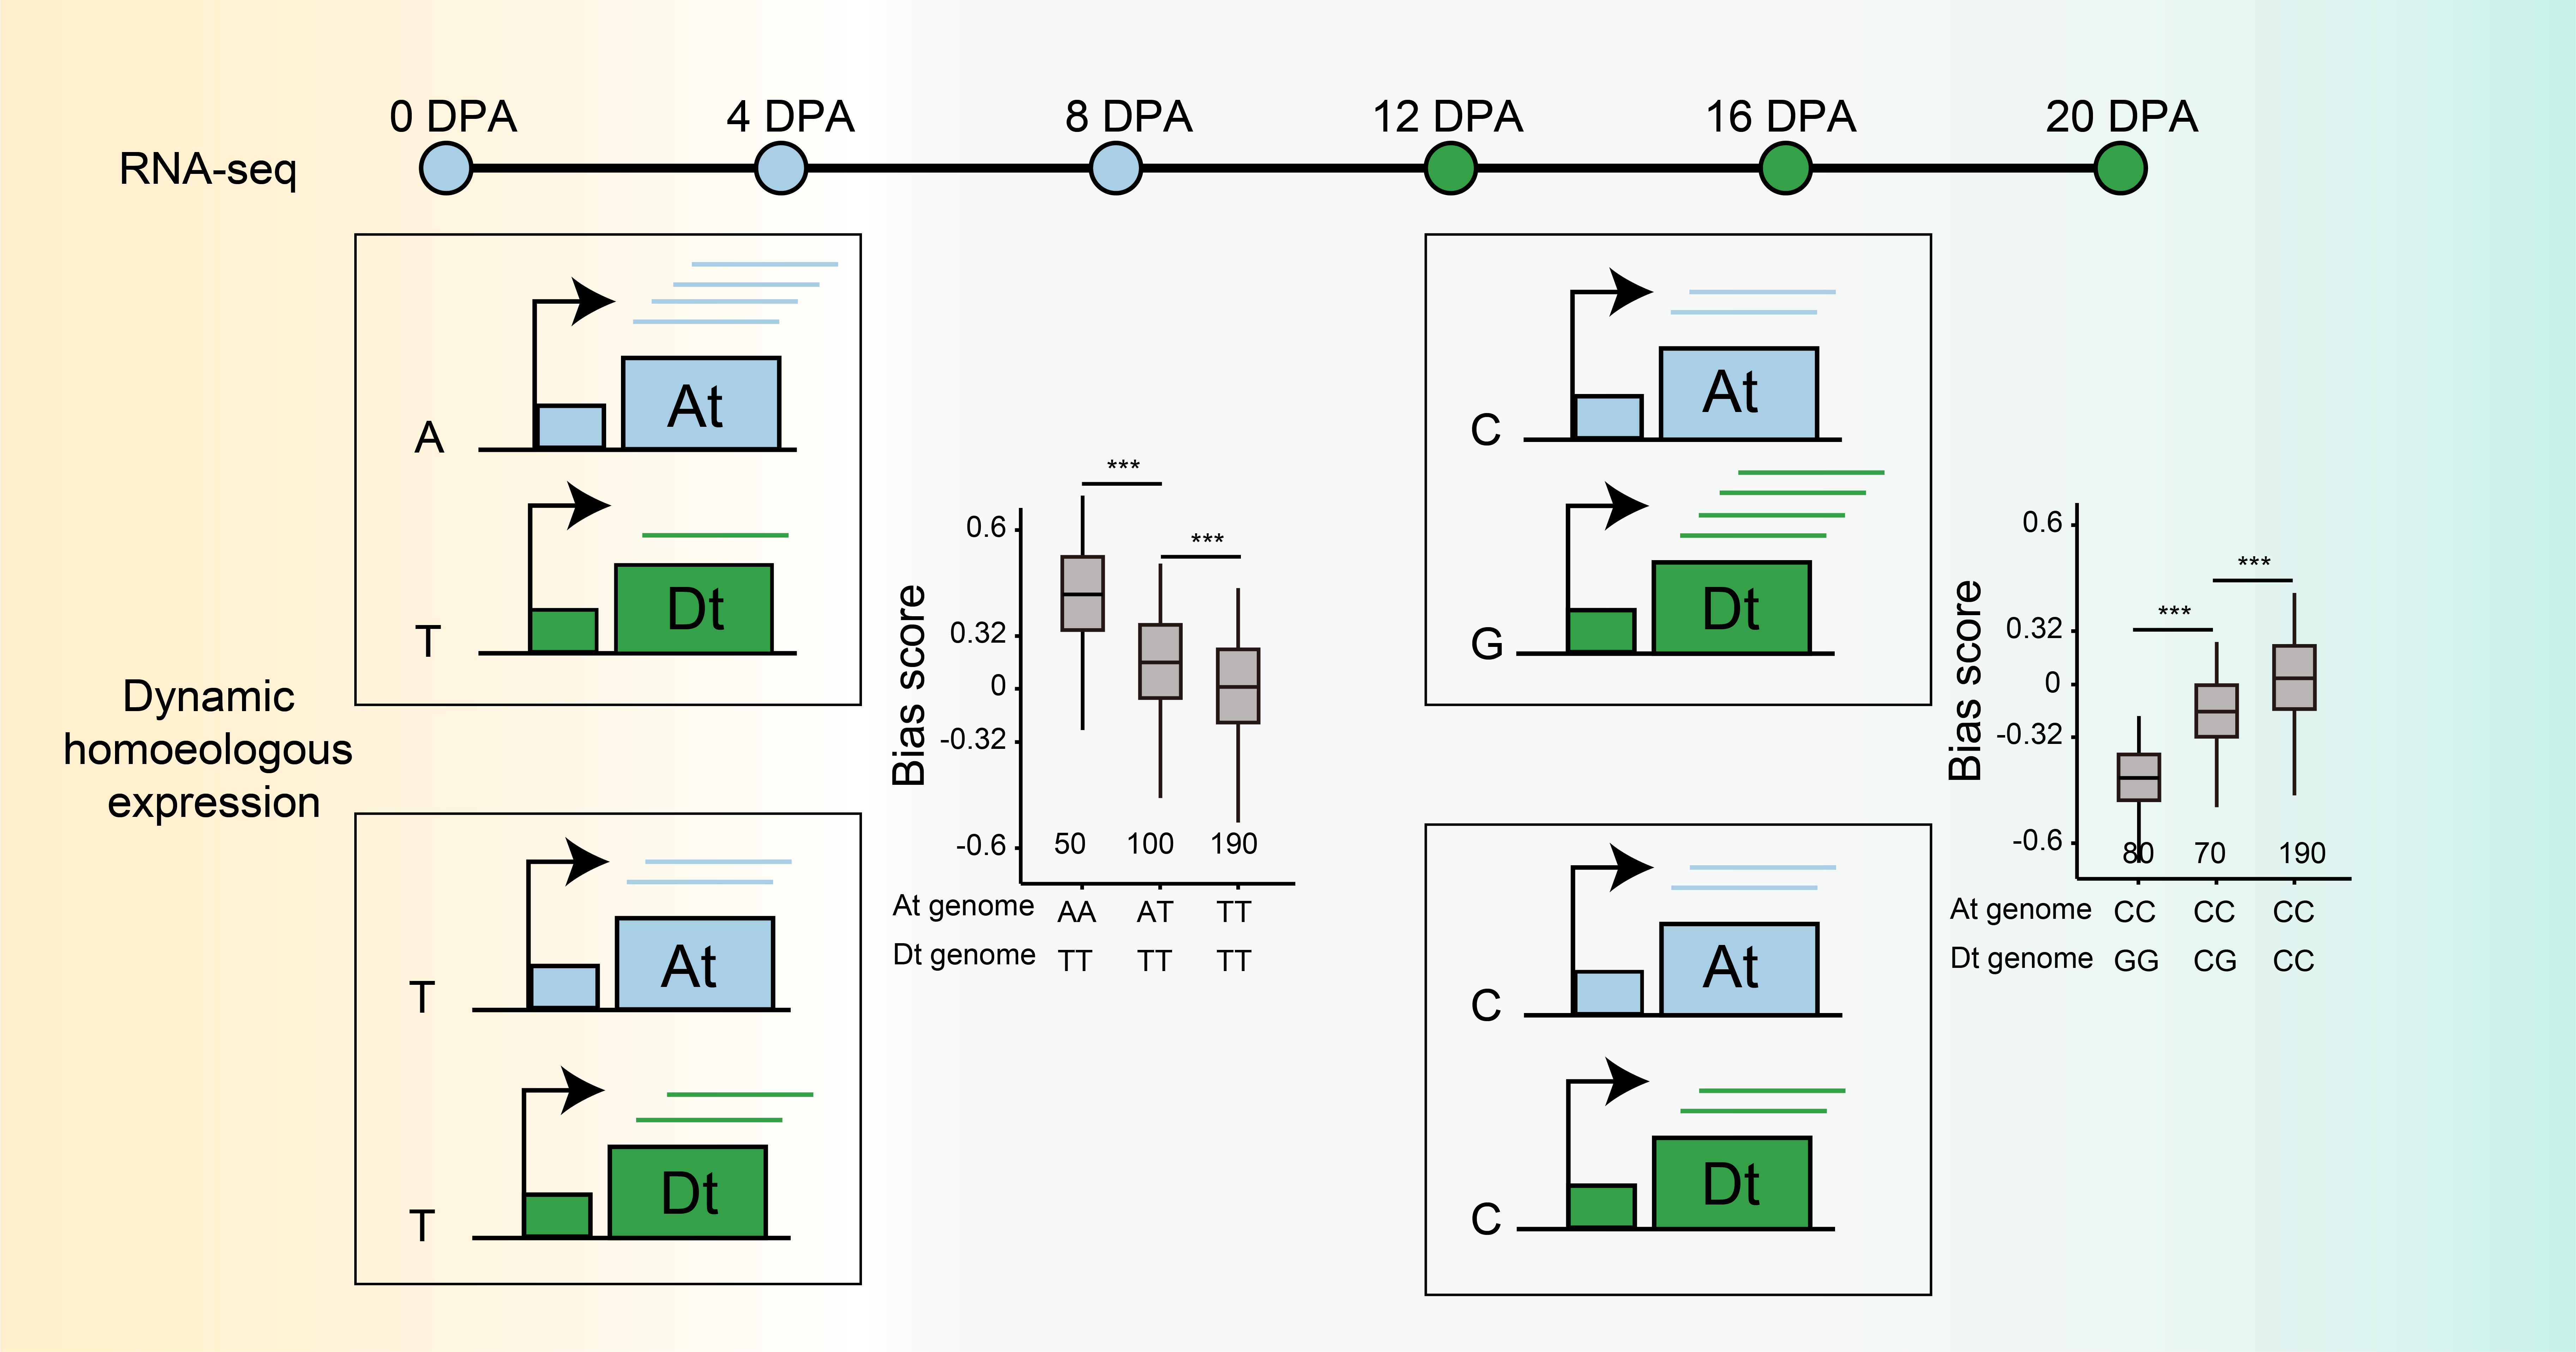 0 DPA 4 DPA 8 DPA 12 DPA 16 DPA 20 DPA
RNA-seq
Dynamic
homoeologous
expression
A
At
T
Dt
T
At
T
Dt
***
***
Bias score
0.6
0.32
0
-0.32
-0.6
50 100 190
At genome AA AT TT
Dt genome TT TT TT
C
At
G
Dt
C
At
C
Dt
***
***
Bias score
0.6
0.32
0
-0.32
-0.6
80 70 190
At genome CC CC CC
Dt genome GG CG CC